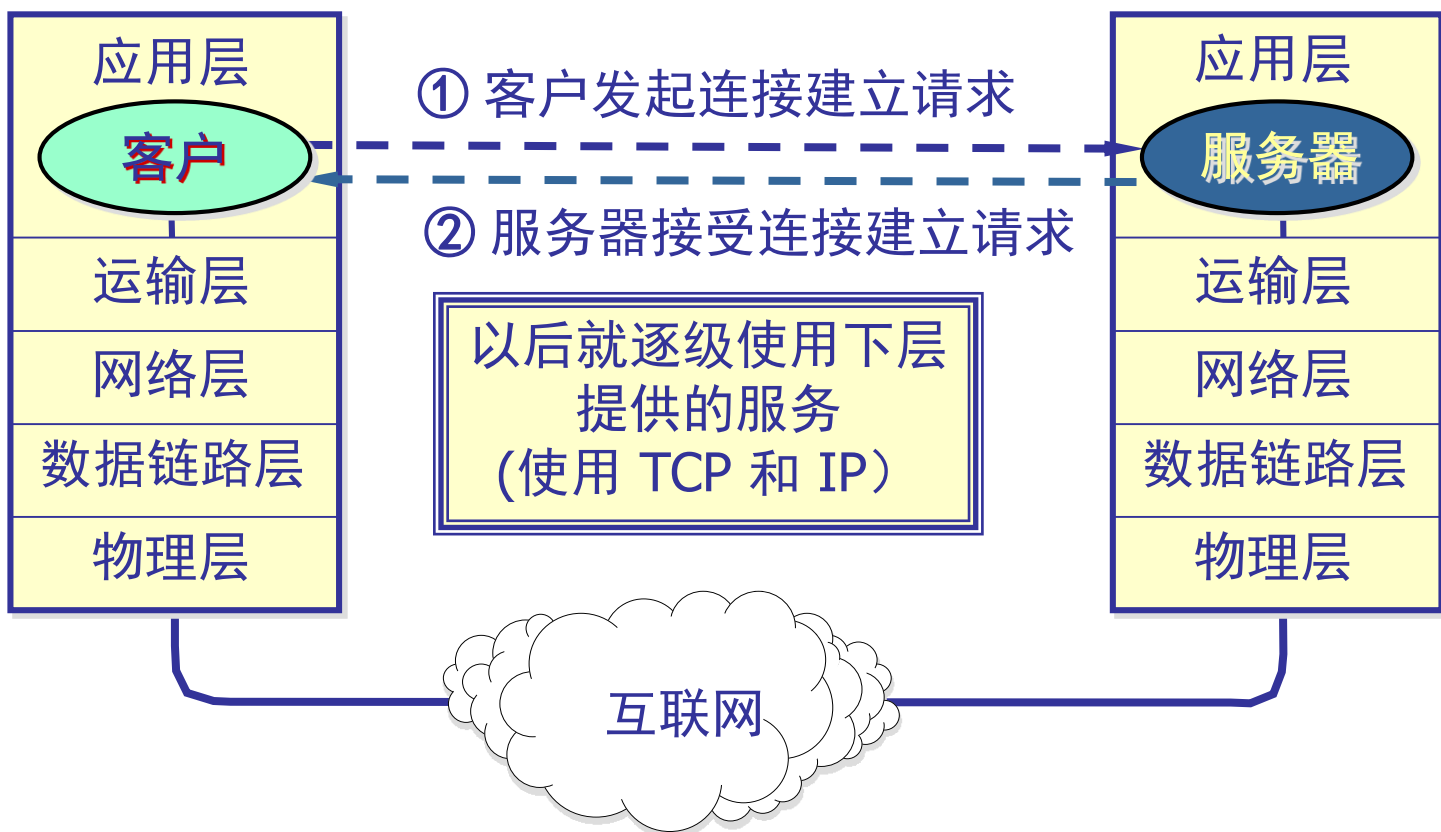 应用层
客户
运输层
网络层
数据链路层
物理层
① 客户发起连接建立请求
② 服务器接受连接建立请求
以后就逐级使用下层
提供的服务
(使用 TCP 和 IP）
互联网
应用层
服务器
运输层
网络层
数据链路层
物理层